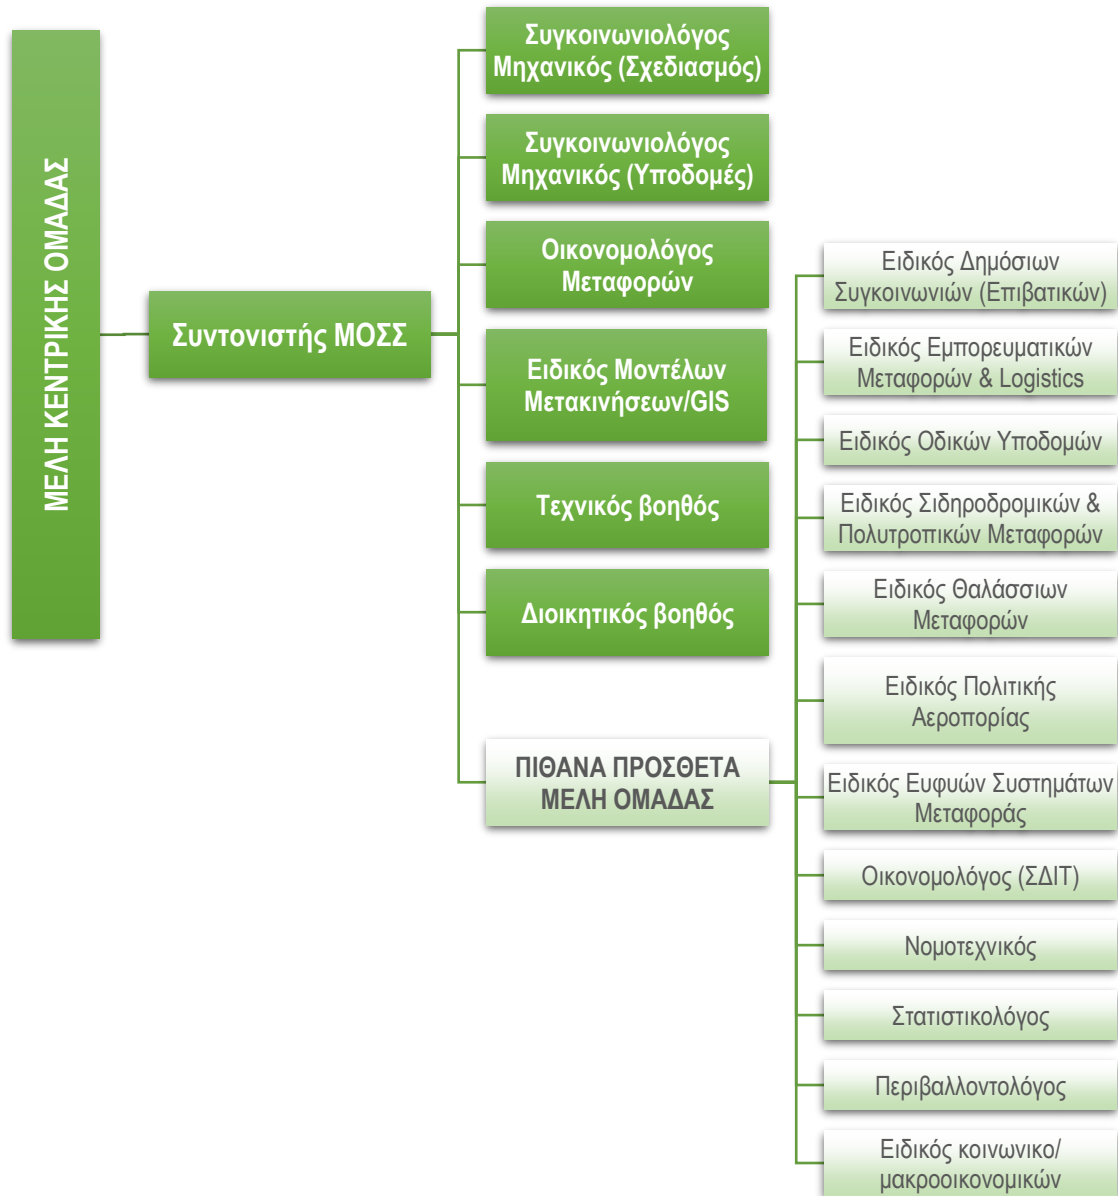 ΜΕΛΗ ΚΕΝΤΡΙΚΗΣ ΟΜΑΔΑΣ
Συντονιστής ΜΟΣΣ
Συγκοινωνιολόγος
Μηχανικός (Σχεδιασμός)
Συγκοινωνιολόγος
Μηχανικός (Υποδομές)
Οικονομολόγος
Μεταφορών
Ειδικός Μοντέλων
Μετακινήσεων/GIS
Τεχνικός βοηθός
Διοικητικός βοηθός
ΠΙΘΑΝΑ ΠΡΟΣΘΕΤΑ
ΜΕΛΗ ΟΜΑΔΑΣ
Ειδικός Δημόσιων
Συγκοινωνιών (Επιβατικών)
Ειδικός Εμπορευματικών
Μεταφορών & Logistics
Ειδικός Οδικών Υποδομών
Ειδικός Σιδηροδρομικών &
Πολυτροπικών Μεταφορών
Ειδικός Θαλάσσιων
Μεταφορών
Ειδικός Πολιτικής
Αεροπορίας
Ειδικός Ευφυών Συστημάτων
Μεταφοράς
Οικονομολόγος (ΣΔΙΤ)
Νομοτεχνικός
Στατιστικολόγος
Περιβαλλοντολόγος
Ειδικός κοινωνικο/
μακροοικονομικών